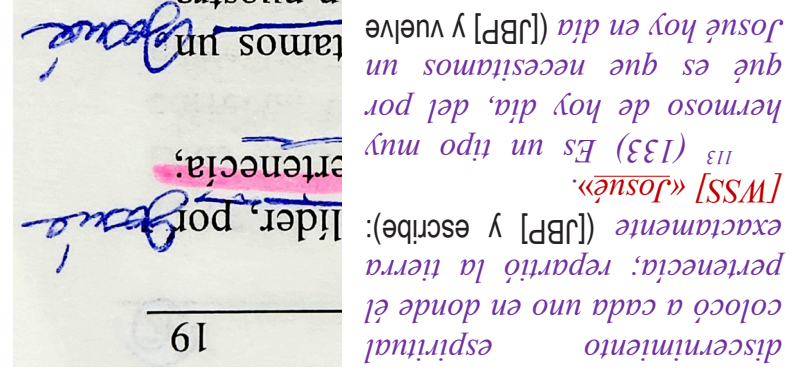 discernimiento espiritual
colocó a cada uno en donde él
pertenecía; repartió la tierra
exactamente ([JBP] y escribe):
[WSS] «Josué».
113 (133) Es un tipo muy
hermoso de hoy día, del por
qué es que necesitamos un
Josué hoy en día ([JBP] y vuelve
19
líder, por Josué
ertenecía;
tamos un Josué